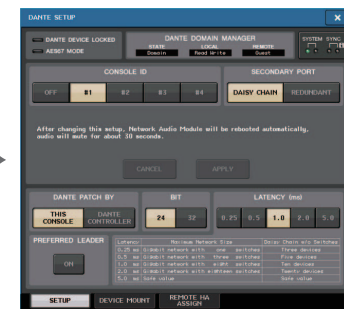 DANTE SETUP
DANTE DEVICE LOCKED
AES67 MODE
DANTE DOMAIN MANAGER
STATE LOCAL REMOTE
Domain Read Write Guest
SYSTEM SYNC
CONSOLE ID
OFF #1 #2 #3 #4
SECONDARY PORT
DAISY CHAIN REDUNDANT
After changing this setup, Network Audio Module will be rebooted automatically,
audio will mute for about 30 seconds.
CANCEL APPLY
DANTE PATCH BY
THIS CONSOLE DANTE CONTROLLER
BIT
24 32
LATENCY (ms)
0.25 0.5 1.0 2.0 5.0
PREFERRED LEADER
ON
Latency Maximum Network Size Daisy Chain w/o Switches
0.25 ms Gigabit network with one switches Three devices
0.5 ms Gigabit network with three switches Five devices
1.0 ms Gigabit network with eight switches Ten devices
2.0 ms Gigabit network with eighteen switches Twenty devices
5.0 ms Safe value Safe value
SETUP DEVICE MOUNT REMOTE HA ASSIGN